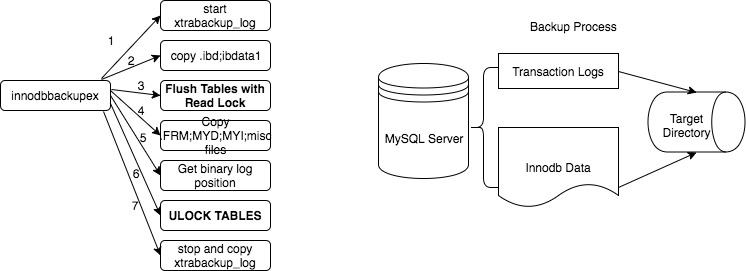 start
xtrabackup_log
1
2
copy .ibd;ibdata1
3
Flush Tables with
Read Lock
innodbbackupex
4
Copy
.FRM;MYD;MYI;misc
files
5
Get binary log
position
6
ULOCK TABLES
7
stop and copy
xtrabackup_log
Backup Process
Transaction Logs
MySQL Server
Target
Directory
Innodb Data